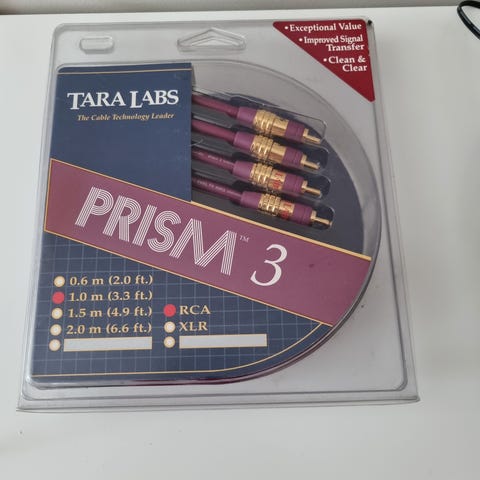 • Exceptional Value
• Improved Signal
Transfer
• Clean &
Clear
TARA LABS
The Cable Technology Leader
PRISM™ 3
0.6 m (2.0 ft.)
1.0 m (3.3 ft.)
1.5 m (4.9 ft.)
2.0 m (6.6 ft.)
RCA
XLR